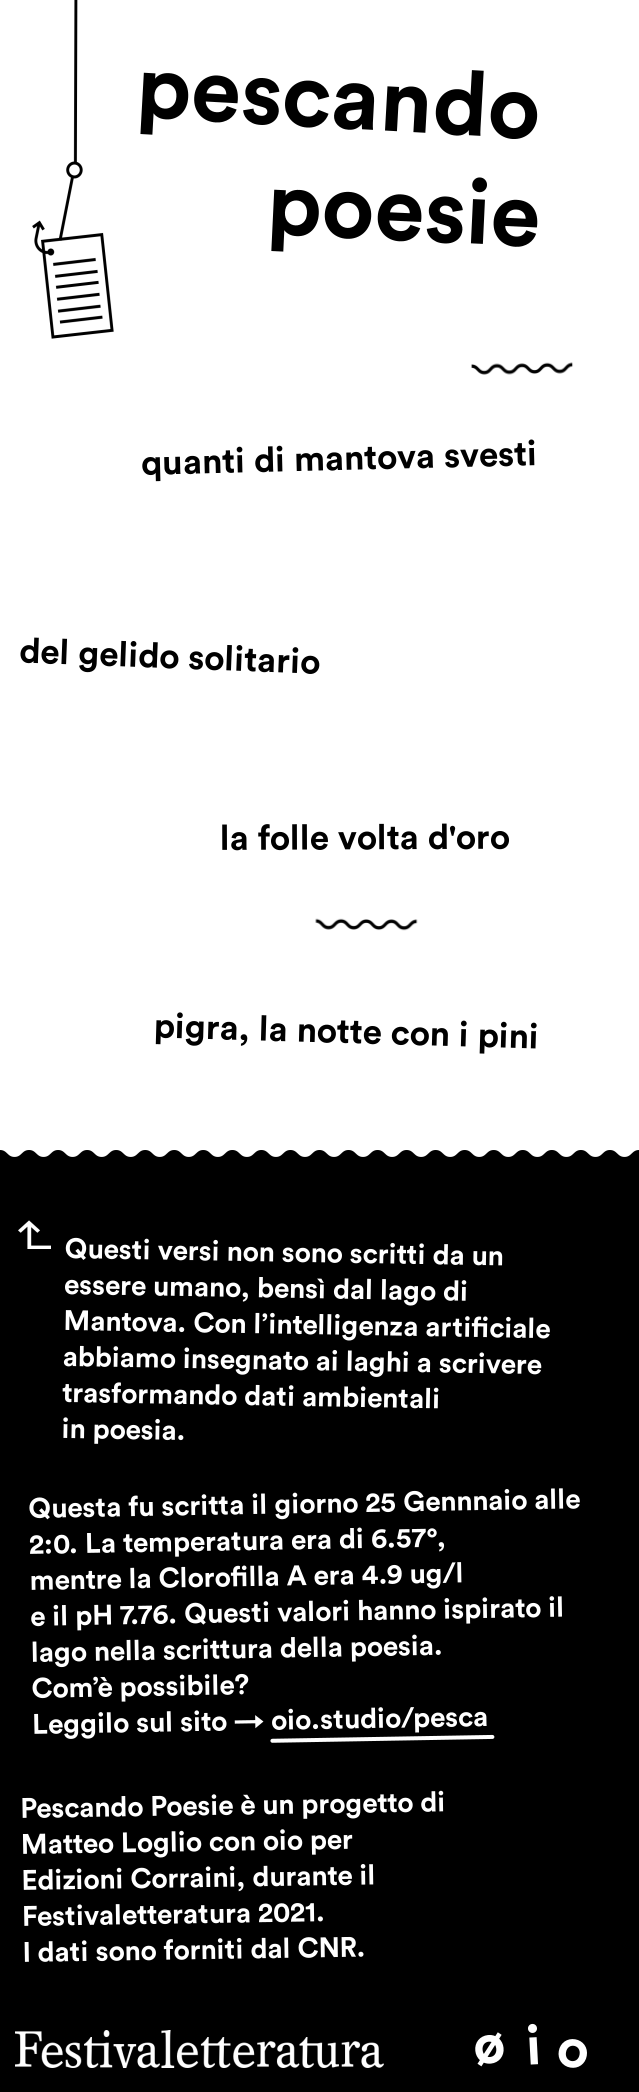 pescando
poesie
quanti di mantova svesti
del gelido solitario
la folle volta d'oro
pigra, la notte con i pini
Questi versi non sono scritti da un
essere umano, bensì dal lago di
Mantova. Con l’intelligenza artificiale
abbiamo insegnato ai laghi a scrivere
trasformando dati ambientali
in poesia.
Questa fu scritta il giorno 25 Gennnaio alle
2:0. La temperatura era di 6.57°,
mentre la Clorofilla A era 4.9 ug/l
e il pH 7.76. Questi valori hanno ispirato il
lago nella scrittura della poesia.
Com’è possibile?
Leggilo sul sito → oio.studio/pesca
Pescando Poesie è un progetto di
Matteo Loglio con oio per
Edizioni Corraini, durante il
Festivaletteratura 2021.
I dati sono forniti dal CNR.
Festivaletteratura øio